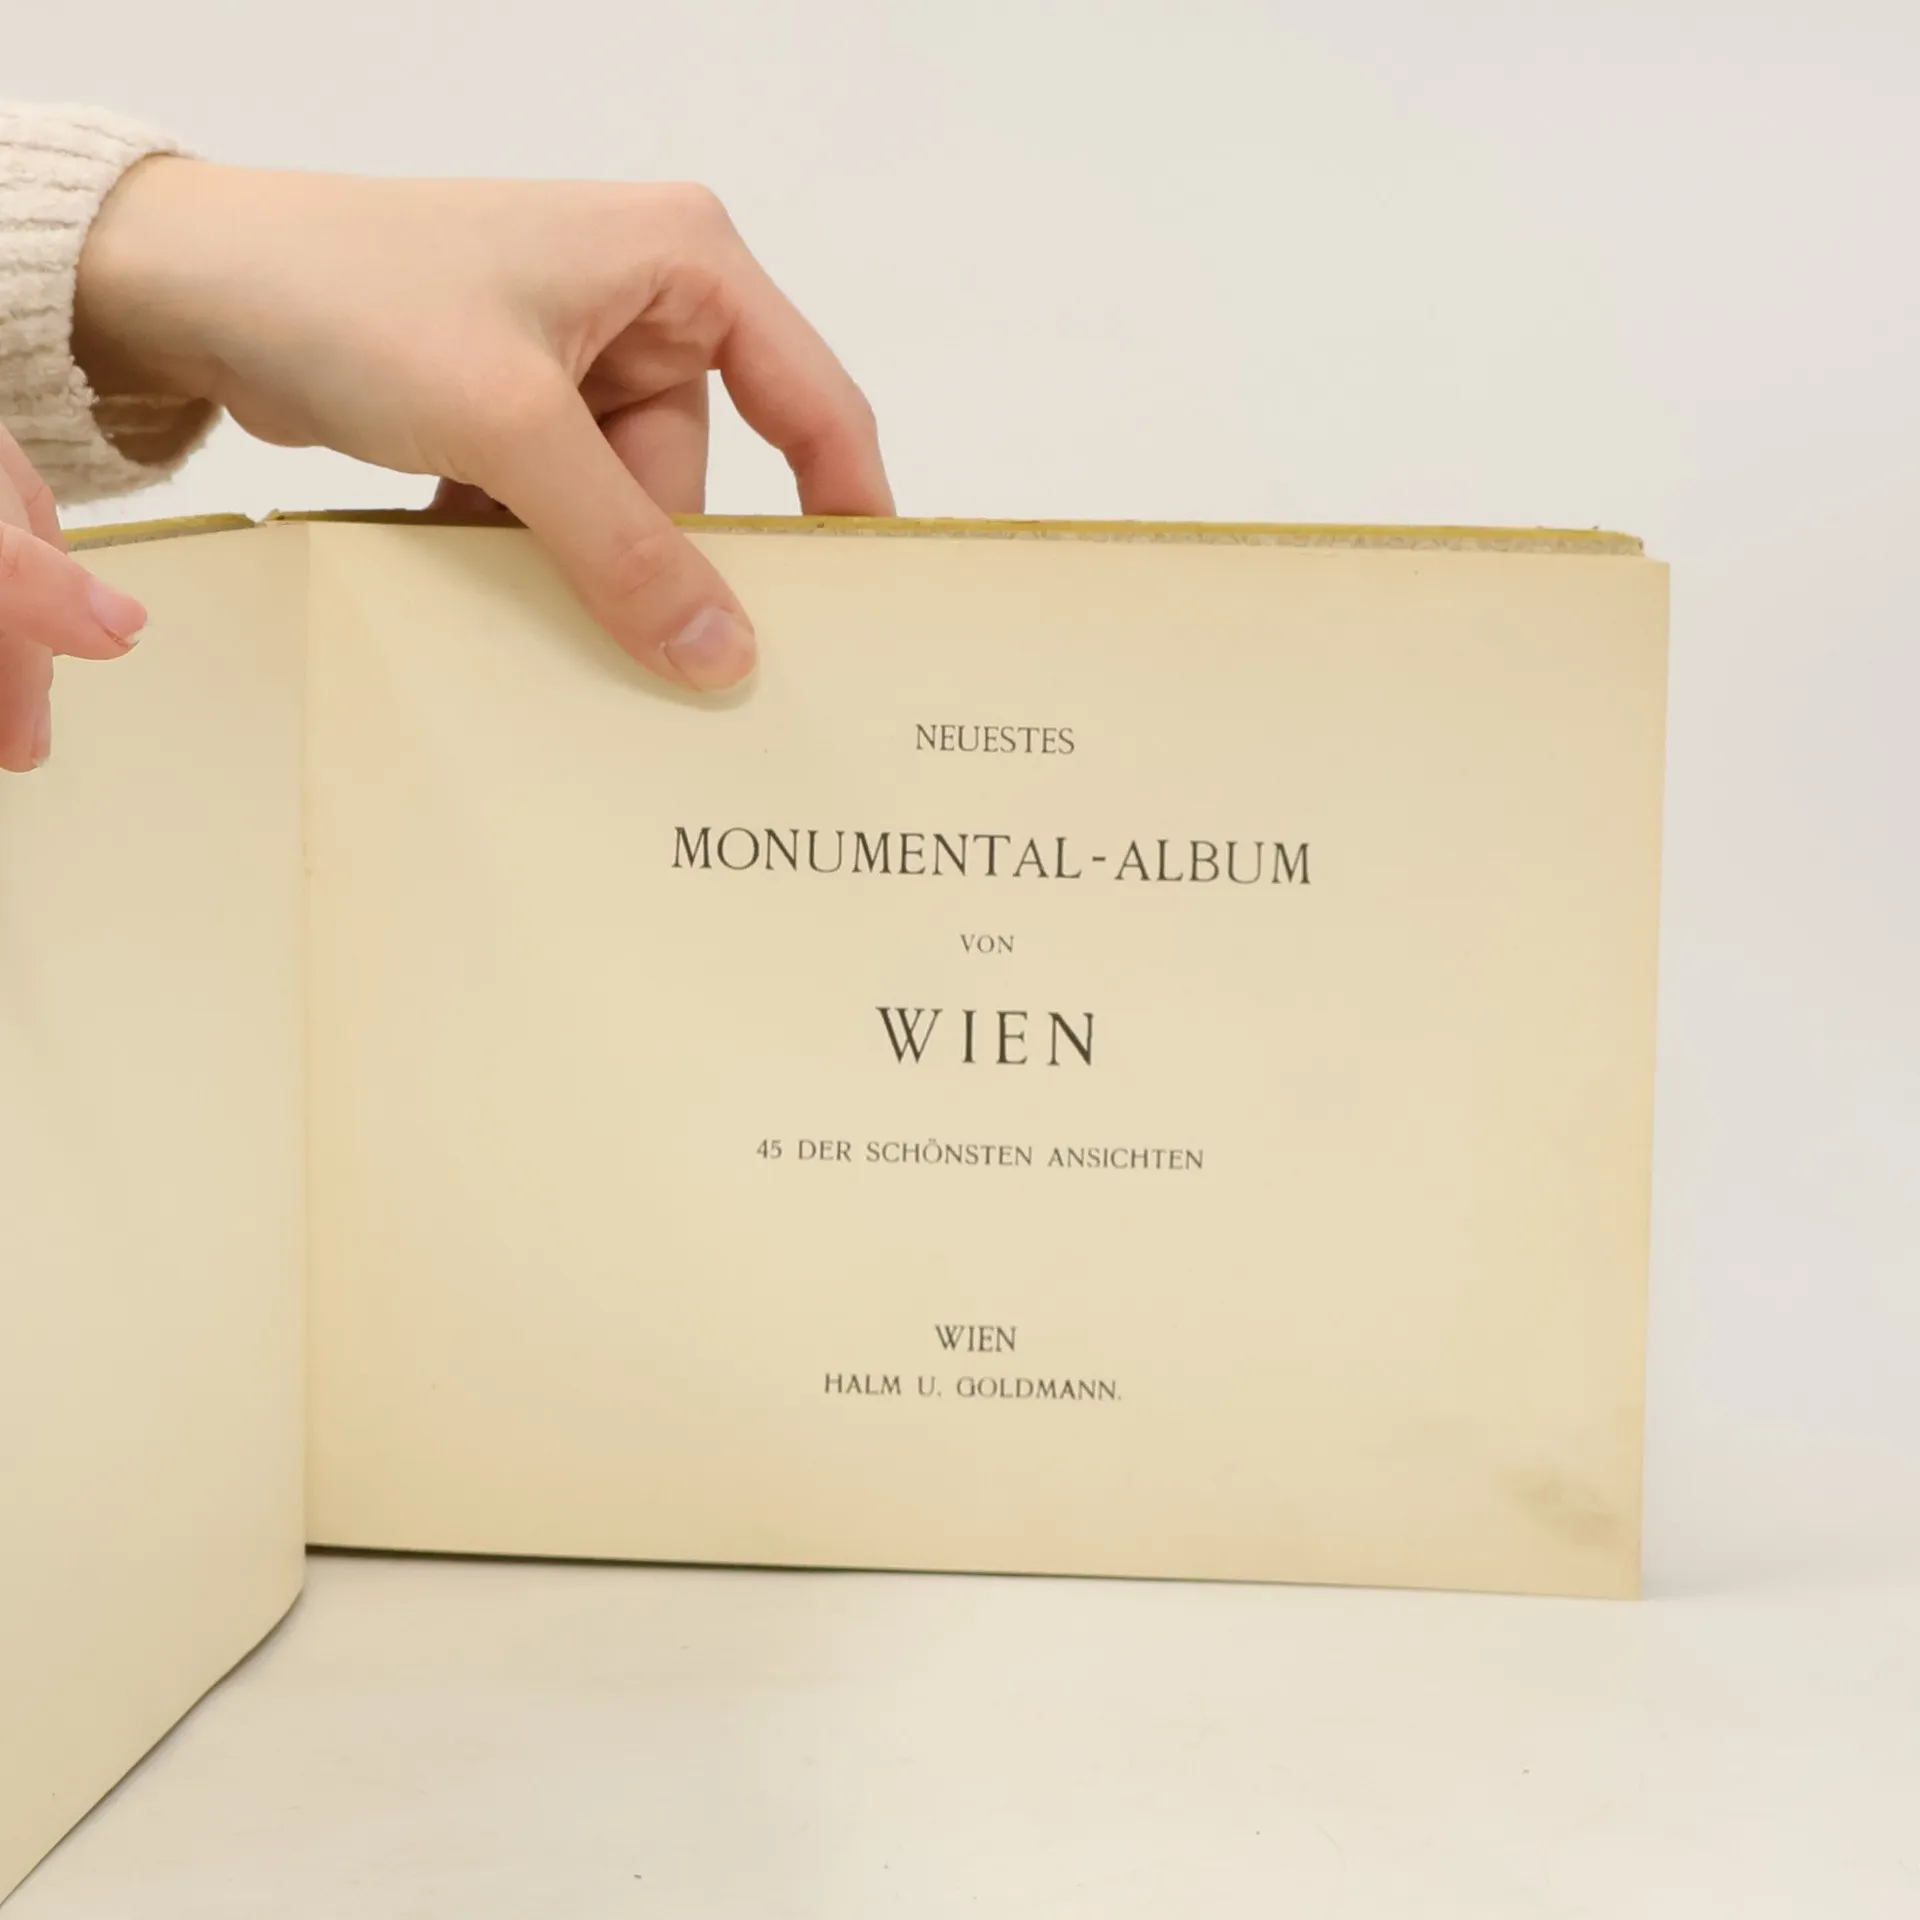 NEUESTES
MONUMENTAL-ALBUM
VON
WIEN
45 DER SCHÖNSTEN ANSICHTEN
WIEN
HALM U. GOLDMANN.